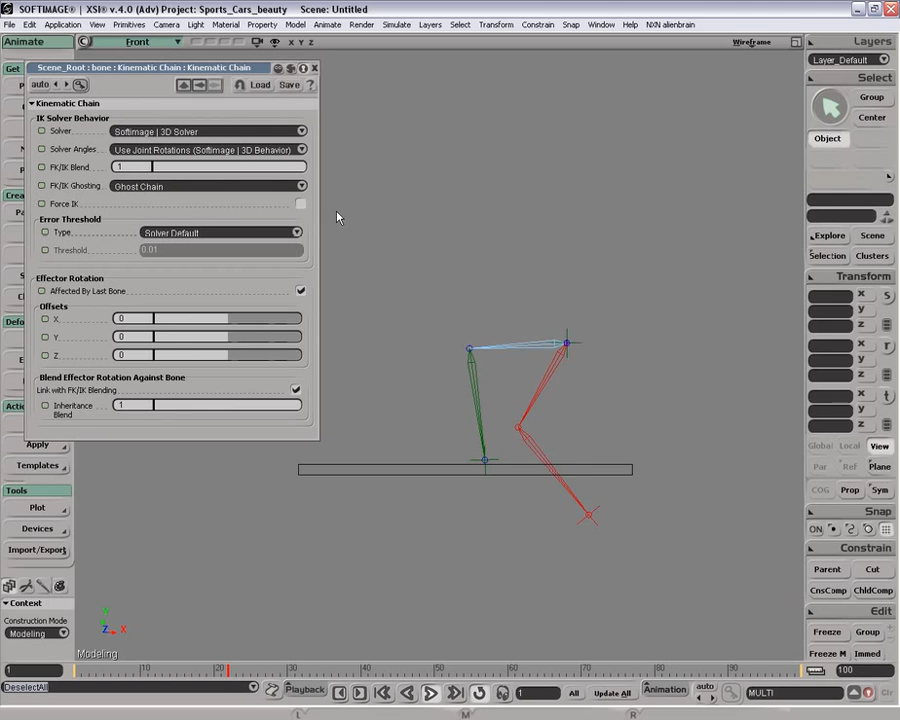 SOFTIMAGE® | XSI® v.4.0 (Adv) Project: Sports_Cars_beauty Scene: Untitled
File Edit Application View Display Primitives Camera Light Material Property Model Transfer Animation Render Simulate Layers Select Transform Constrain Snap Window Help NXN alienbrain
Animate C Front X Y Z Wireframe Layers
Scene_Root : bone : Kinematic Chain : Kinematic Chain
Layer_Default
Get
auto Load Save ?
Select
Kinematic Chain
Group
IK Solver Behavior
Center
Solver Softimage | 3D Solver
Object
Solver Angles Use Joint Rotations (Softimage | 3D Behavior)
FK/IK Blend 1
FK/IK Ghosting Ghost Chain
Force IK
Error Threshold
Type Solver Default
Explore Scene
Threshold 0.01
Selection Clusters
Effector Rotation
Transform
Affected By Last Bone
x s
Offsets
y
X 0
z
Y 0
x r
Z 0
y
z
Blend Effector Rotation Against Bone
x t
Link with FK/IK Blending
y
Inheritance Blend 1
z
Apply
Global Local View
Templates
Par Ref Plane
Tools
COG Prop Sym
Plot
Snap
Devices
ON
Import/Export
Constrain
Parent Cut
CnsComp ChldComp
Context
Edit
Construction Mode
Modeling
Z X
Freeze Group
Modeling
Freeze M Immed
1 10 20 30 40 50 60 70 80 90 100
DeselectAll Playback 1 All Update All Animation auto MULTI
L M R